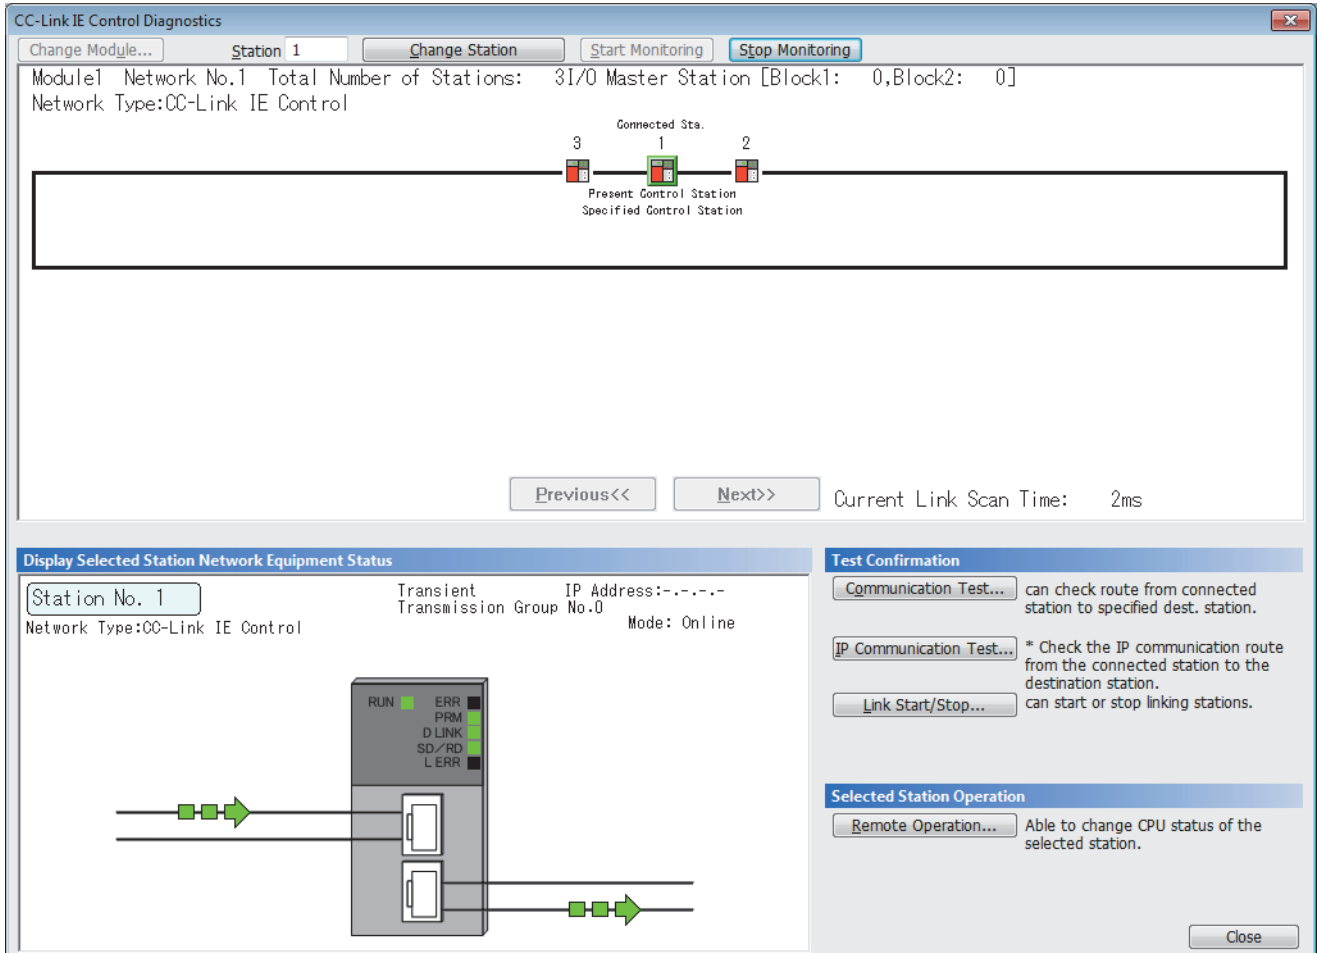 CC-Link IE Control Diagnostics
Change Module... Station 1 Change Station Start Monitoring Stop Monitoring
Module1 Network No.1 Total Number of Stations: 3I/O Master Station [Block1: 0,Block2: 0]
Network Type:CC-Link IE Control
Connected Sta.
3 1 2
Present Control Station
Specified Control Station
Previous<< Next>> Current Link Scan Time: 2ms
Display Selected Station Network Equipment Status
Station No. 1
Transient IP Address:-.-.-.-
Transmission Group No.0
Mode: Online
Network Type:CC-Link IE Control
RUN ERR
PRM
D LINK
SD/RD
L ERR
Test Confirmation
Communication Test... can check route from connected
station to specified dest. station.
IP Communication Test... * Check the IP communication route
from the connected station to the
destination station.
Link Start/Stop... can start or stop linking stations.
Selected Station Operation
Remote Operation... Able to change CPU status of the
selected station.
Close